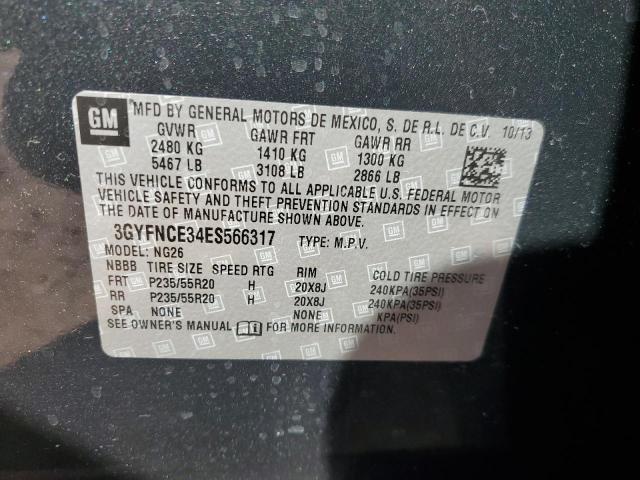 GM MFD BY GENERAL MOTORS DE MEXICO, S. DE R.L. DE C.V. 10/13
GVWR GAWR FRT GAWR RR
2480 KG 1410 KG 1300 KG
5467 LB 3108 LB 2866 LB
THIS VEHICLE CONFORMS TO ALL APPLICABLE U.S. FEDERAL MOTOR
VEHICLE SAFETY AND THEFT PREVENTION STANDARDS IN EFFECT ON THE
DATE OF MANUFACTURE SHOWN ABOVE.
3GYFNCE34ES566317 TYPE: M.P.V.
MODEL: NG26
NBBB TIRE SIZE SPEED RTG RIM COLD TIRE PRESSURE
FRT P235/55R20 H 20X8J 240KPA(35PSI)
RR P235/55R20 H 20X8J 240KPA(35PSI)
SPA NONE NONE KPA(PSI)
SEE OWNER'S MANUAL FOR MORE INFORMATION.